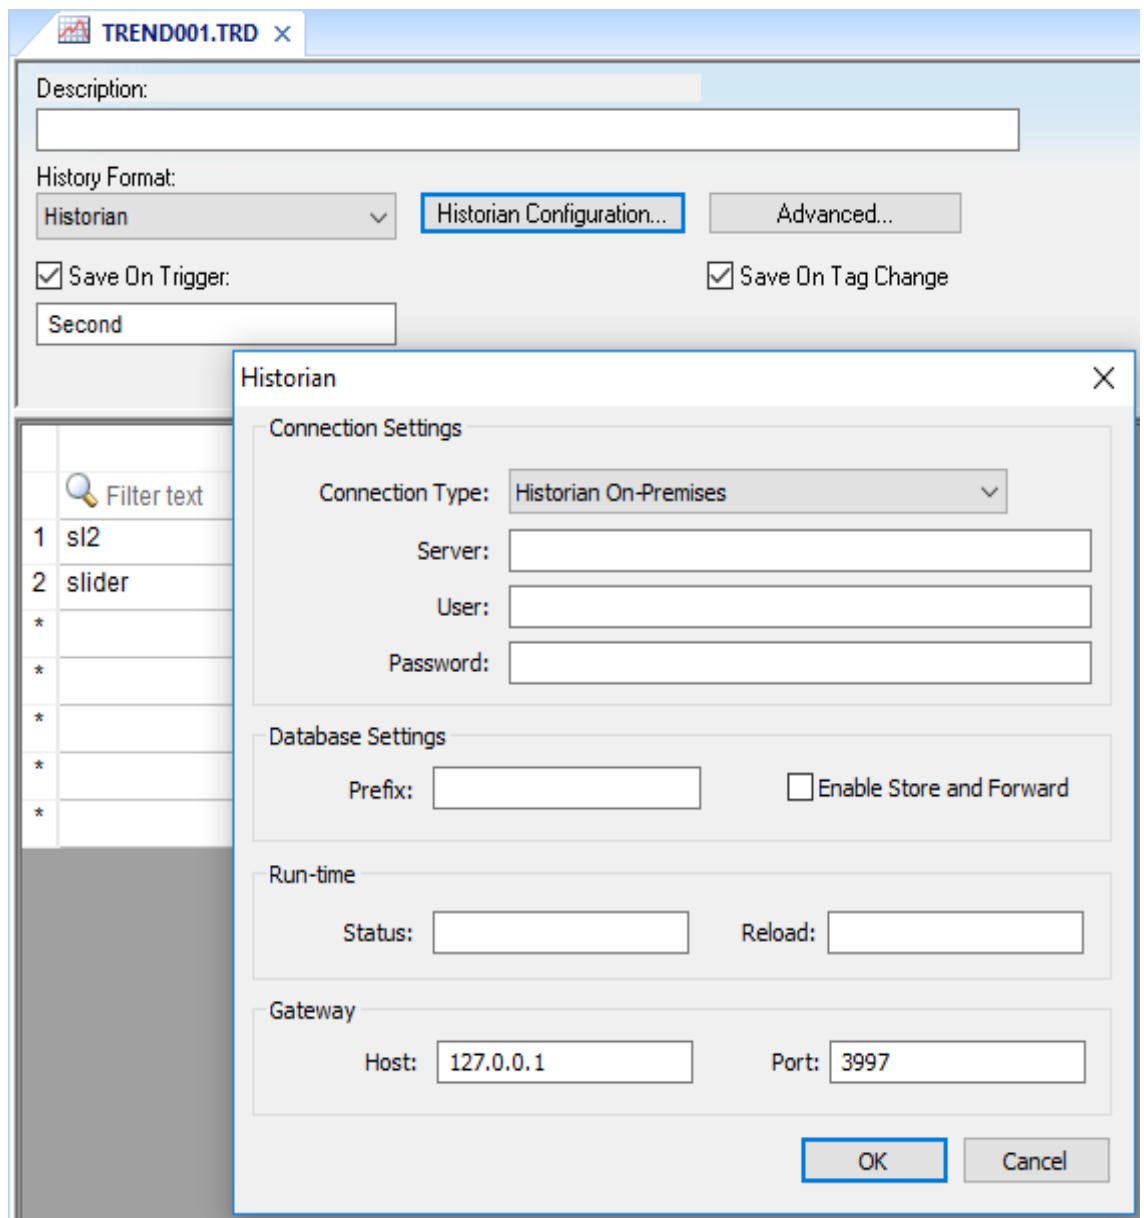 TREND001.TRD
Description:
History Format:
Historian Historian Configuration... Advanced...
Save On Trigger: Save On Tag Change
Second
Historian
Connection Settings
Connection Type: Historian On-Premises
Filter text
Server:
1 sl2
2 slider
User:
*
Password:
*
*
Database Settings
*
Prefix: Enable Store and Forward
*
Run-time
Status: Reload:
Gateway
Host: 127.0.0.1 Port: 3997
OK Cancel